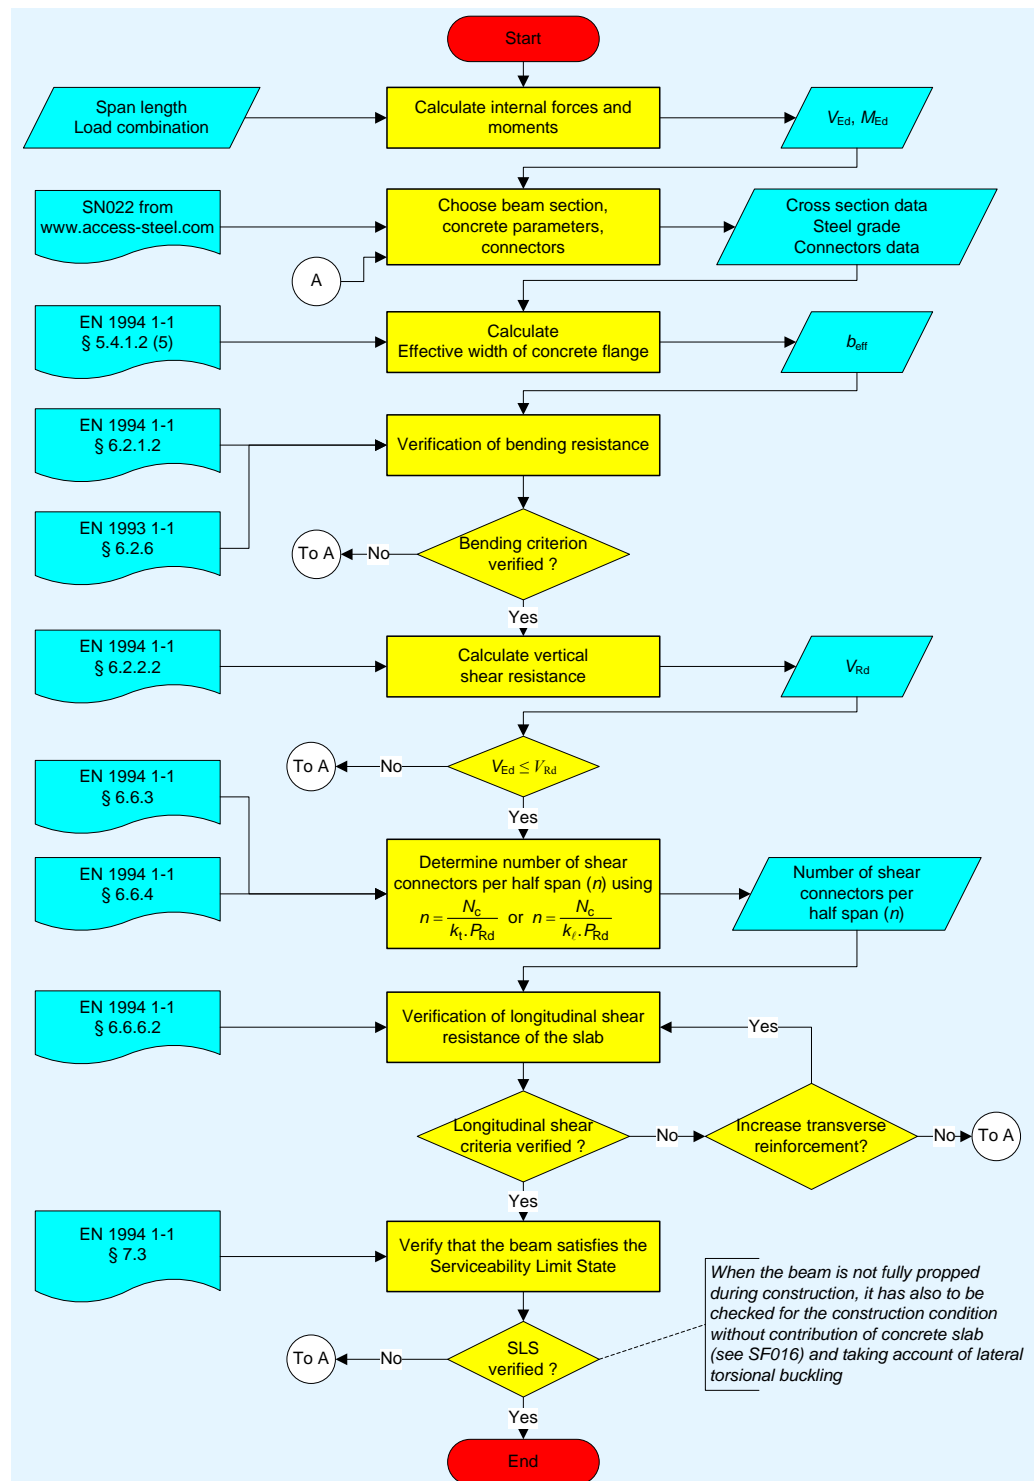 Start
Span length
Load combination
Calculate internal forces and
moments
VEd, MEd
SN022 from
www.access-steel.com
Choose beam section,
concrete parameters,
connectors
Cross section data
Steel grade
Connectors data
A
EN 1994 1-1
§ 5.4.1.2 (5)
Calculate
Effective width of concrete flange
beff
EN 1994 1-1
§ 6.2.1.2
Verification of bending resistance
EN 1993 1-1
§ 6.2.6
To A
No
Bending criterion
verified ?
Yes
EN 1994 1-1
§ 6.2.2.2
Calculate vertical
shear resistance
VRd
To A
No
VEd ≤ VRd
Yes
EN 1994 1-1
§ 6.6.3
EN 1994 1-1
§ 6.6.4
Determine number of shear
connectors per half span (n) using
n = Nc / kt.PRd or n = Nc / kℓ.PRd
Number of shear
connectors per
half span (n)
EN 1994 1-1
§ 6.6.6.2
Verification of longitudinal shear
resistance of the slab
Yes
Longitudinal shear
criteria verified ?
No
Increase transverse
reinforcement?
No
To A
Yes
EN 1994 1-1
§ 7.3
Verify that the beam satisfies the
Serviceability Limit State
When the beam is not fully propped
during construction, it has also to be
checked for the construction condition
without contribution of concrete slab
(see SF016) and taking account of lateral
torsional buckling
To A
No
SLS
verified ?
Yes
End